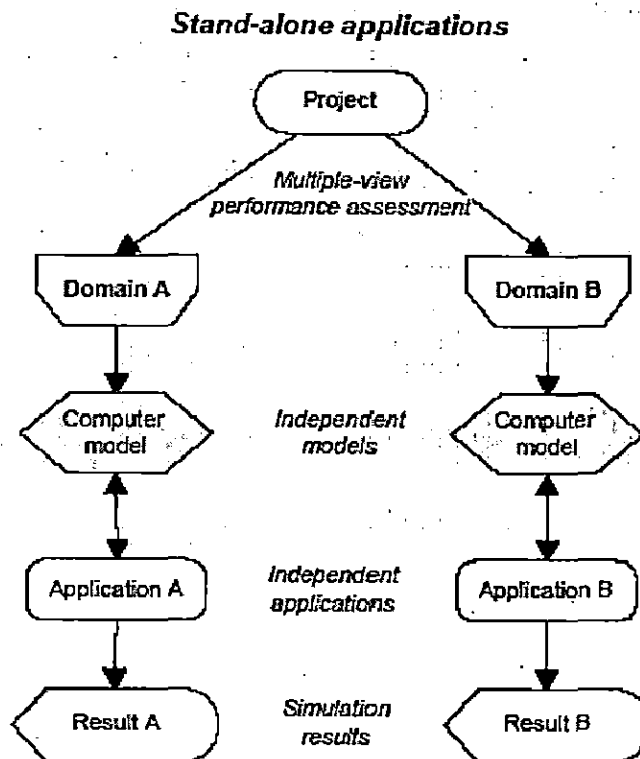 Stand-alone applications
Project
Multiple-view
performance assessment
Domain A
Domain B
Computer
model
Independent
models
Computer
model
Application A
Independent
applications
Application B
Result A
Simulation
results
Result B